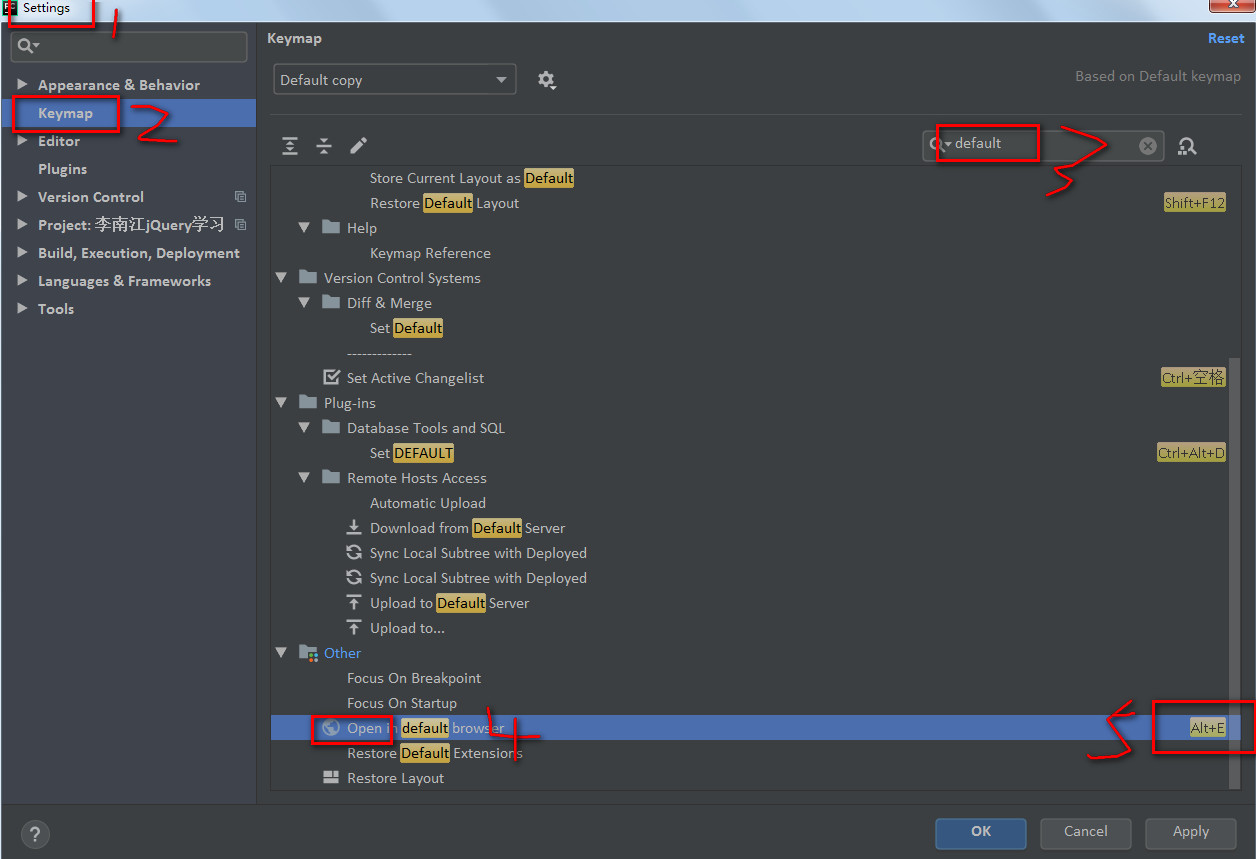 Settings
1
Keymap
Reset
Default copy
Based on Default keymap
Appearance & Behavior
Keymap
2
Editor
Plugins
Version Control
Project: 李南江jQuery学习
Build, Execution, Deployment
Languages & Frameworks
Tools
default
3
Store Current Layout as Default
Restore Default Layout
Shift+F12
Help
Keymap Reference
Version Control Systems
Diff & Merge
Set Default
-------------
Set Active Changelist
Ctrl+空格
Plug-ins
Database Tools and SQL
Set DEFAULT
Ctrl+Alt+D
Remote Hosts Access
Automatic Upload
Download from Default Server
Sync Local Subtree with Deployed
Sync Local Subtree with Deployed
Upload to Default Server
Upload to...
Other
Focus On Breakpoint
Focus On Startup
Open in default browser
4
5
Alt+E
Restore Default Extensions
Restore Layout
?
OK
Cancel
Apply